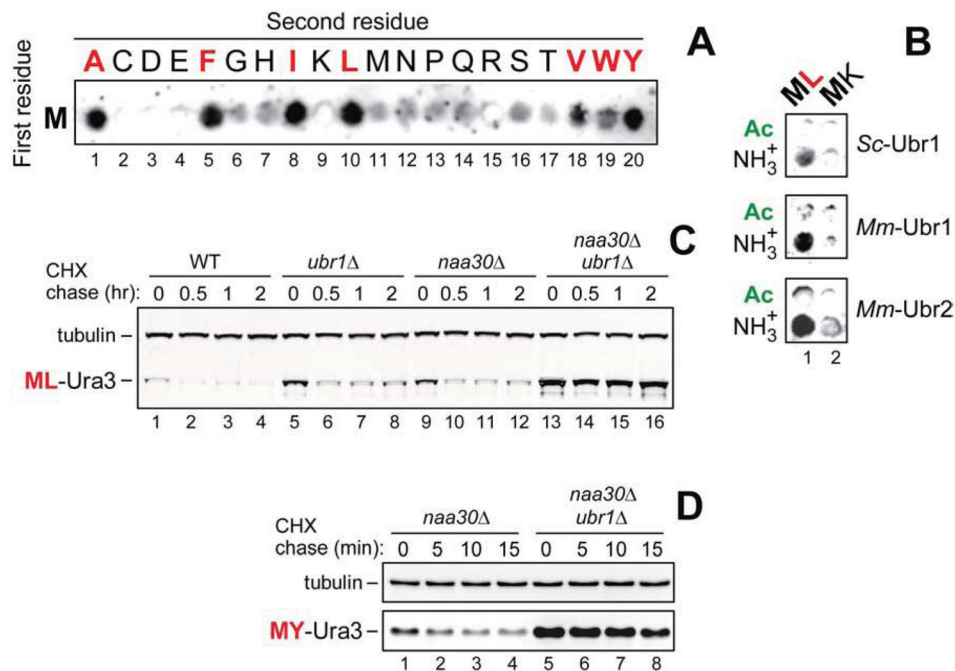 Second residue
A
A C D E F G H I K L M N P Q R S T V W Y
First residue
M
1 2 3 4 5 6 7 8 9 10 11 12 13 14 15 16 17 18 19 20
B
ML MK
Ac
NH3+
Sc-Ubr1
Ac
NH3+
Mm-Ubr1
Ac
NH3+
Mm-Ubr2
1 2
C
WT ubr1Δ naa30Δ naa30Δ
ubr1Δ
CHX
chase (hr): 0 0.5 1 2 0 0.5 1 2 0 0.5 1 2 0 0.5 1 2
tubulin –
ML-Ura3 –
1 2 3 4 5 6 7 8 9 10 11 12 13 14 15 16
D
naa30Δ naa30Δ
ubr1Δ
CHX
chase (min): 0 5 10 15 0 5 10 15
tubulin –
MY-Ura3 –
1 2 3 4 5 6 7 8